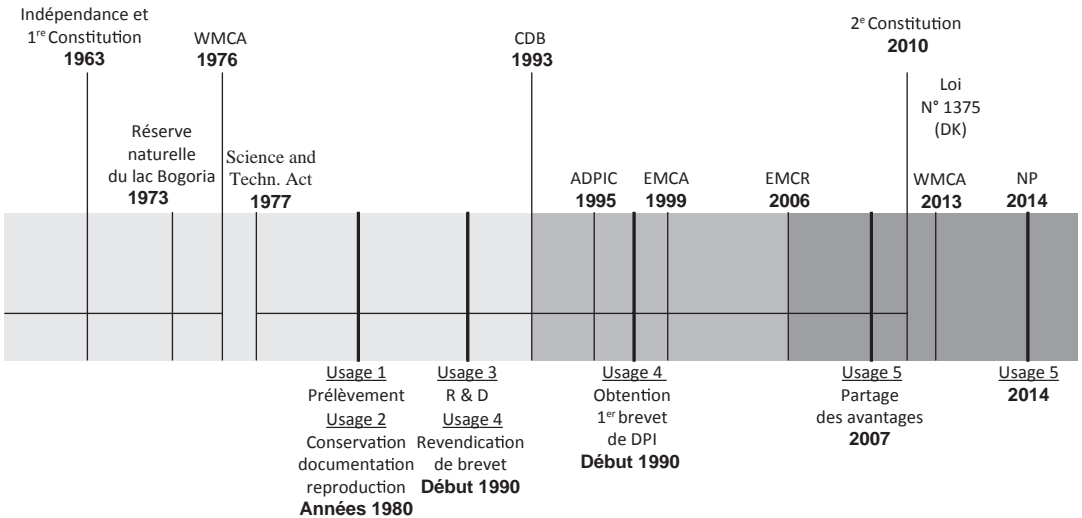 Indépendance et
1re Constitution
1963
WMCA
1976
CDB
1993
2e Constitution
2010
Loi
N° 1375
(DK)
Réserve
naturelle
du lac Bogoria
1973
Science and
Techn. Act
1977
ADPIC
1995
EMCA
1999
EMCR
2006
WMCA
2013
NP
2014
Usage 1
Prélèvement
Usage 2
Conservation
documentation
reproduction
Années 1980
Usage 3
R & D
Usage 4
Revendication
de brevet
Début 1990
Usage 4
Obtention
1er brevet
de DPI
Début 1990
Usage 5
Partage
des avantages
2007
Usage 5
2014